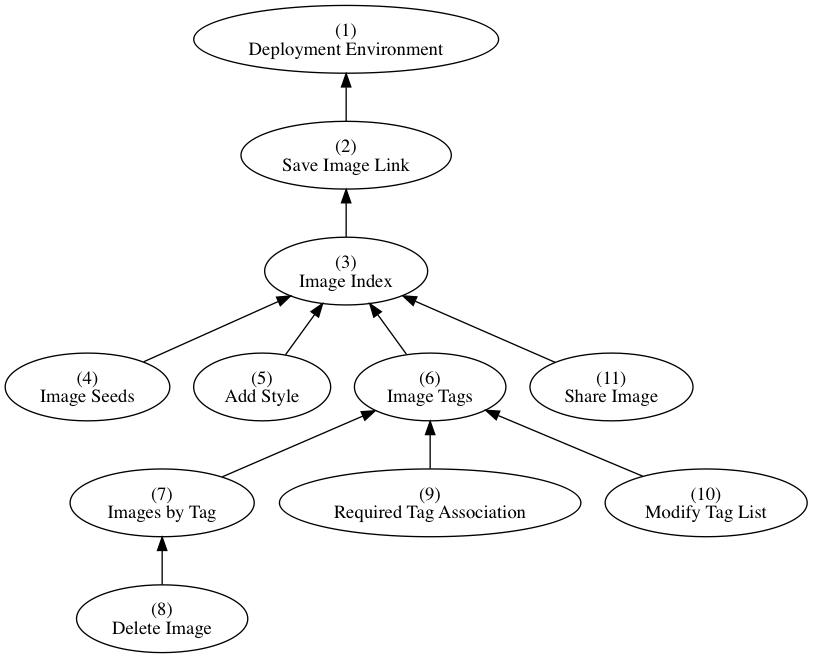 (1)
Deployment Environment
(2)
Save Image Link
(3)
Image Index
(4)
Image Seeds
(5)
Add Style
(6)
Image Tags
(11)
Share Image
(7)
Images by Tag
(9)
Required Tag Association
(10)
Modify Tag List
(8)
Delete Image